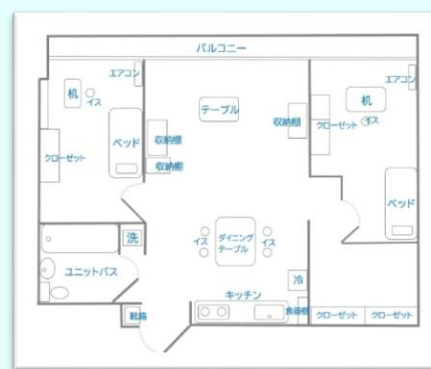 バルコニー
エアコン
机
イス
ベッド
クローゼット
テーブル
収納棚
収納棚
収納棚
エアコン
机
イス
クローゼット
ベッド
洗
ユニットバス
イス
ダイニング
テーブル
イス
冷
キッチン
食器棚
靴箱
クローゼット
クローゼット